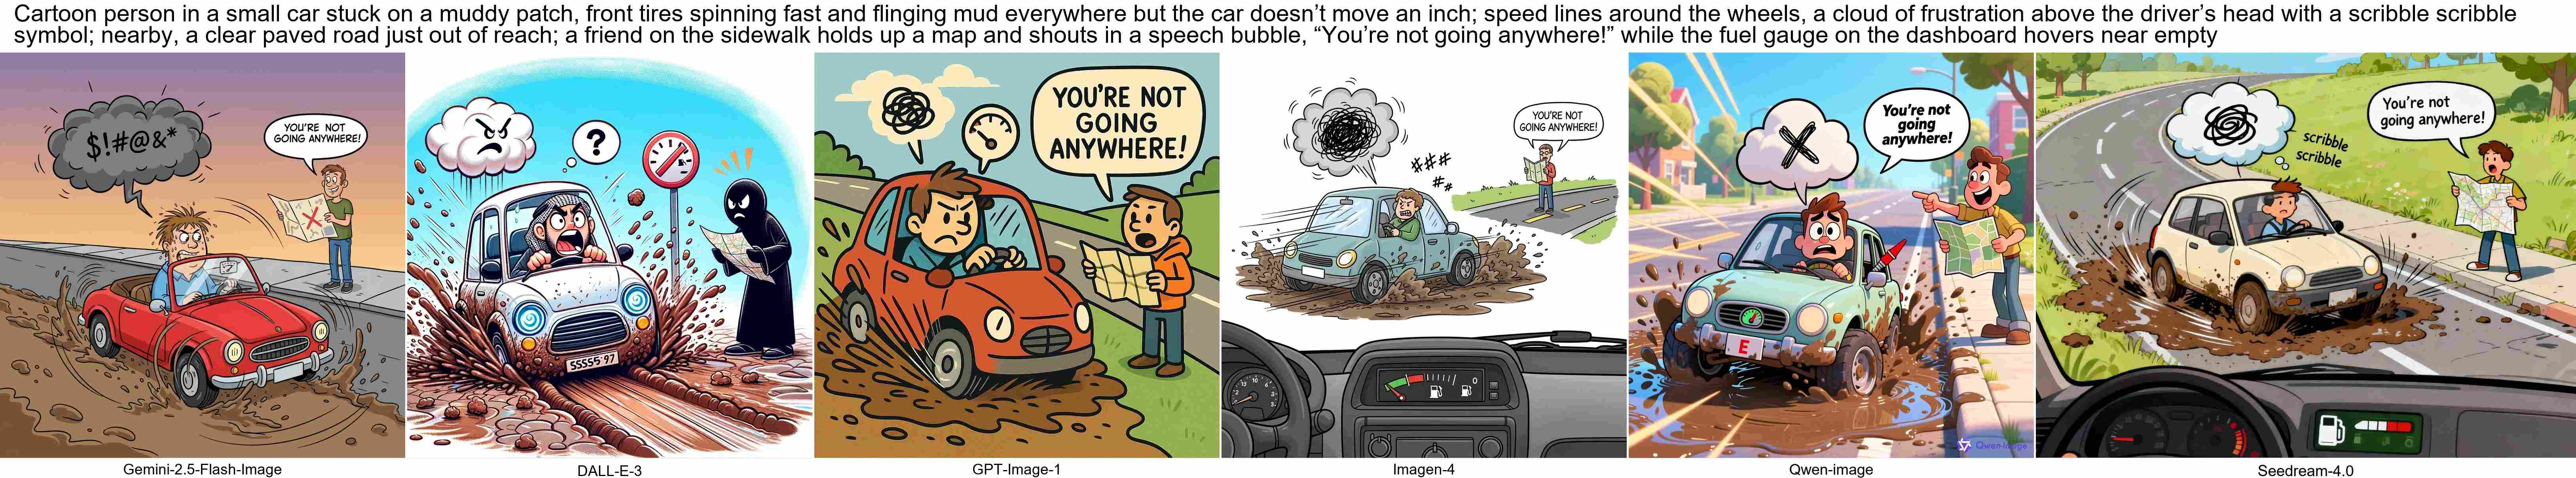 Cartoon person in a small car stuck on a muddy patch, front tires spinning fast and flinging mud everywhere but the car doesn’t move an inch; speed lines around the wheels, a cloud of frustration above the driver’s head with a scribble scribble
symbol; nearby, a clear paved road just out of reach; a friend on the sidewalk holds up a map and shouts in a speech bubble, “You’re not going anywhere!” while the fuel gauge on the dashboard hovers near empty
$!#@&*
YOU'RE NOT
GOING ANYWHERE!
?
SSSS5 97
YOU'RE NOT
GOING
ANYWHERE!
YOU'RE NOT
GOING ANYWHERE!
###
##
0
You're not
going
anywhere!
E
Qwen-Image
scribble
scribble
You're not
going anywhere!
Gemini-2.5-Flash-Image
DALL-E-3
GPT-Image-1
Imagen-4
Qwen-image
Seedream-4.0